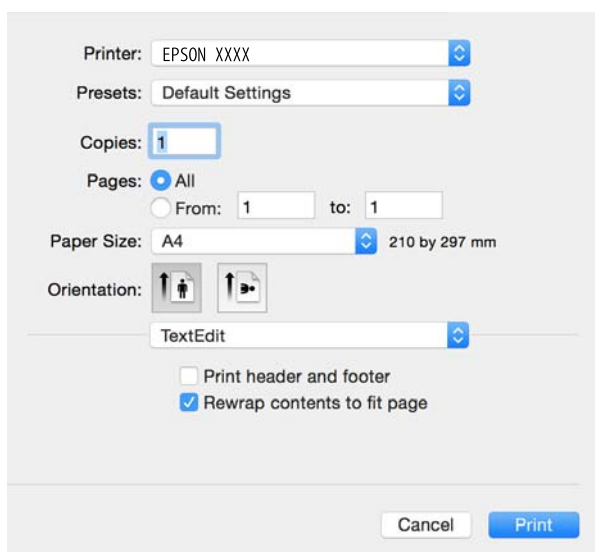 Printer: EPSON XXXX
Presets: Default Settings
Copies: 1
Pages: All
From: 1 to: 1
Paper Size: A4 210 by 297 mm
Orientation:
TextEdit
Print header and footer
Rewrap contents to fit page
Cancel Print